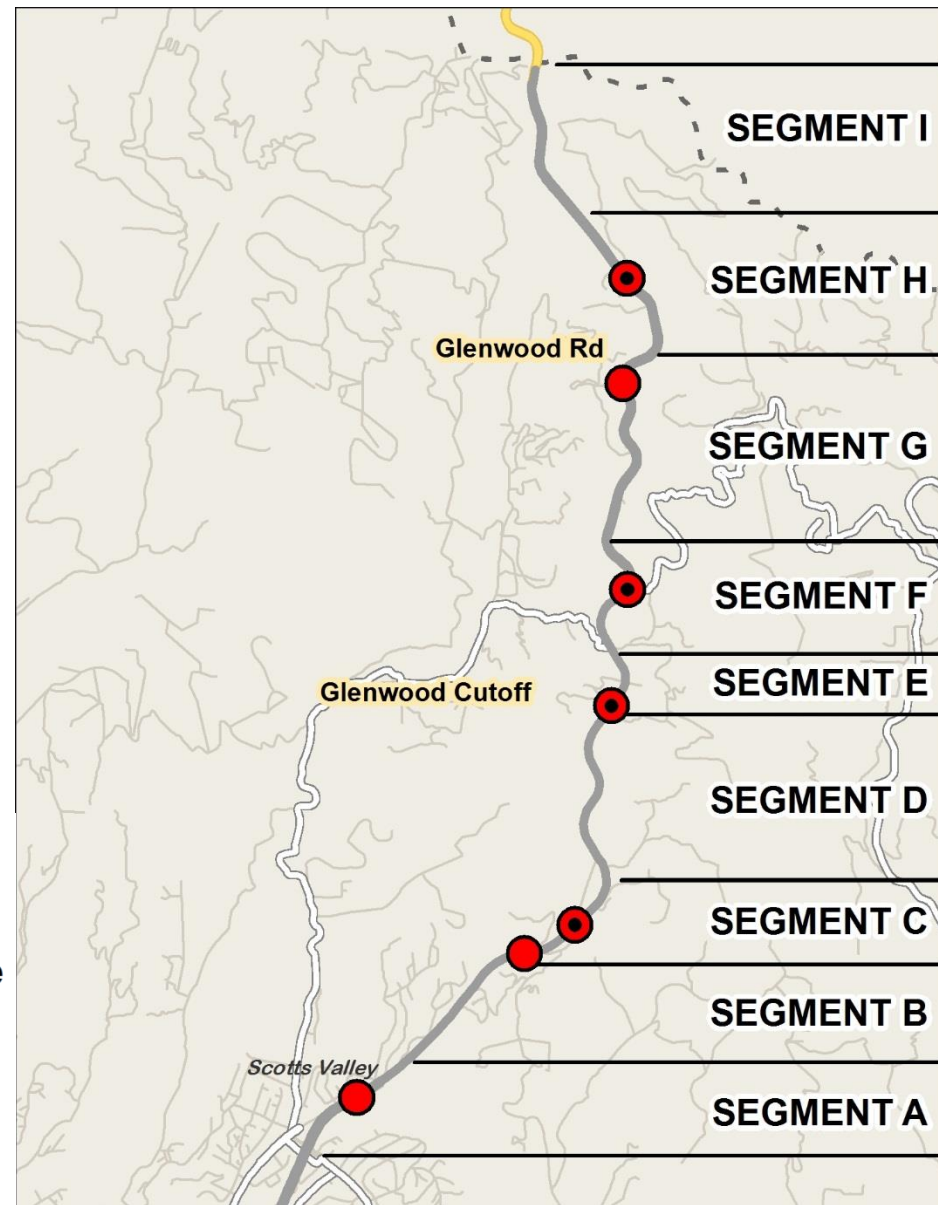 SEGMENT I
SEGMENT H
Glenwood Rd
SEGMENT G
SEGMENT F
SEGMENT E
Glenwood Cutoff
SEGMENT D
SEGMENT C
e
SEGMENT B
Scotts Valley
SEGMENT A